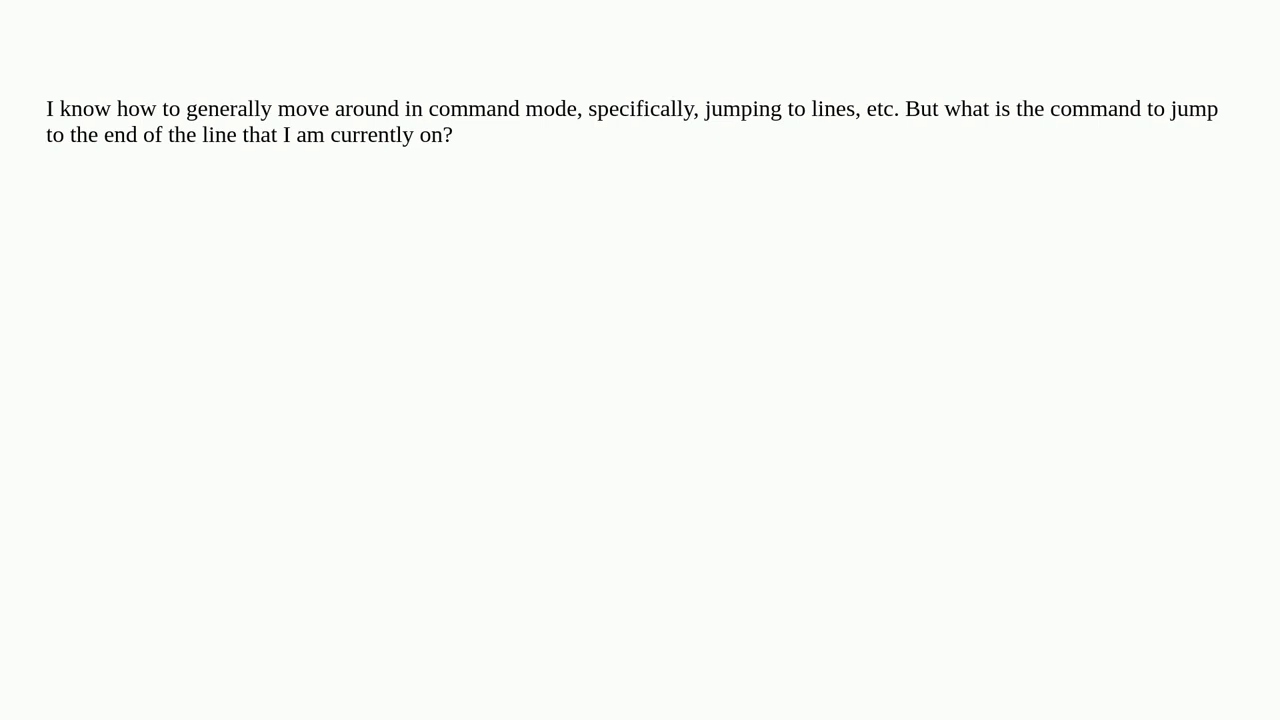 I know how to generally move around in command mode, specifically, jumping to lines, etc. But what is the command to jump
to the end of the line that I am currently on?